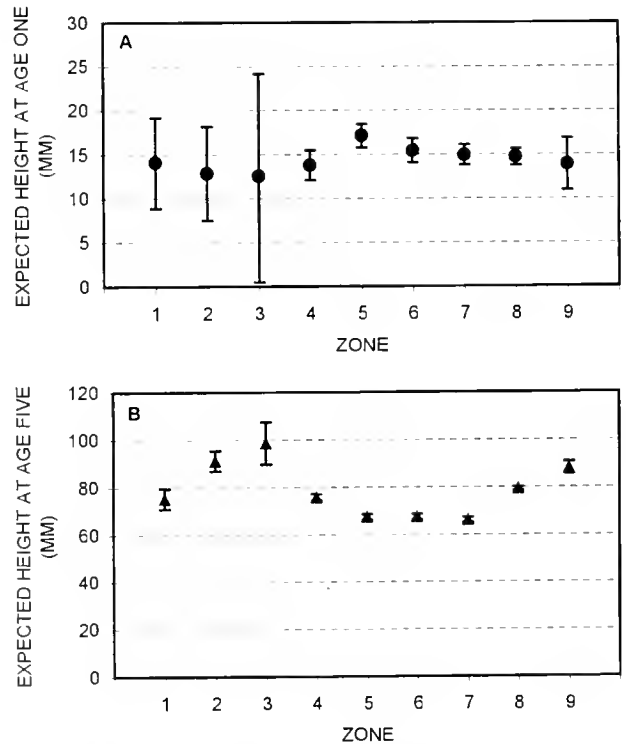 EXPECTED HEIGHT AT AGE ONE
(MM)
A
30
25
20
15
10
5
0
1 2 3 4 5 6 7 8 9
ZONE
EXPECTED HEIGHT AT AGE FIVE
(MM)
B
120
100
80
60
40
20
0
1 2 3 4 5 6 7 8 9
ZONE